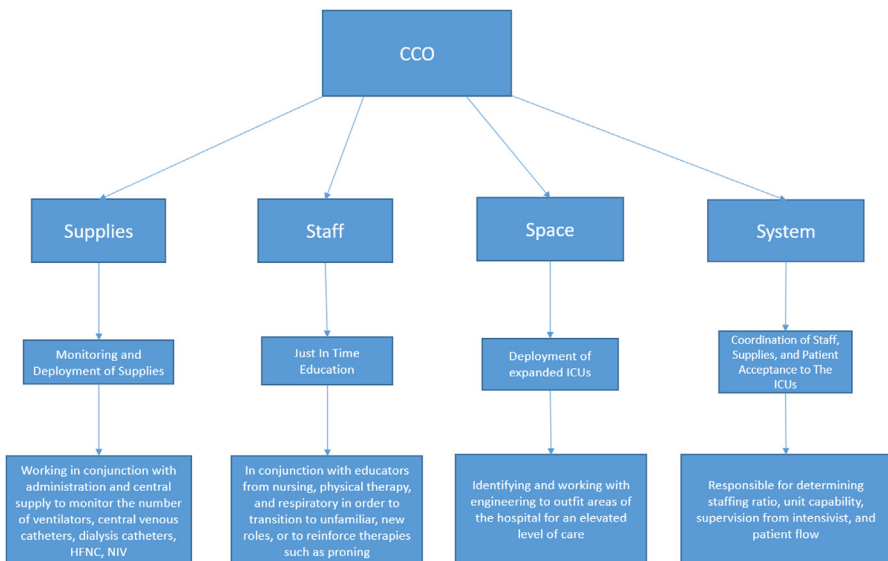 CCO
Supplies
Staff
Space
System
Monitoring and
Deployment of Supplies
Just In Time
Education
Deployment of
expanded ICUs
Coordination of Staff,
Supplies, and Patient
Acceptance to The
ICUs
Working in conjunction with
administration and central
supply to monitor the number
of ventilators, central venous
catheters, dialysis catheters,
HFNC, NIV
In conjunction with educators
from nursing, physical therapy,
and respiratory in order to
transition to unfamiliar, new
roles, or to reinforce therapies
such as proning
Identifying and working with
engineering to outfit areas of
the hospital for an elevated
level of care
Responsible for determining
staffing ratio, unit capability,
supervision from intensivist, and
patient flow